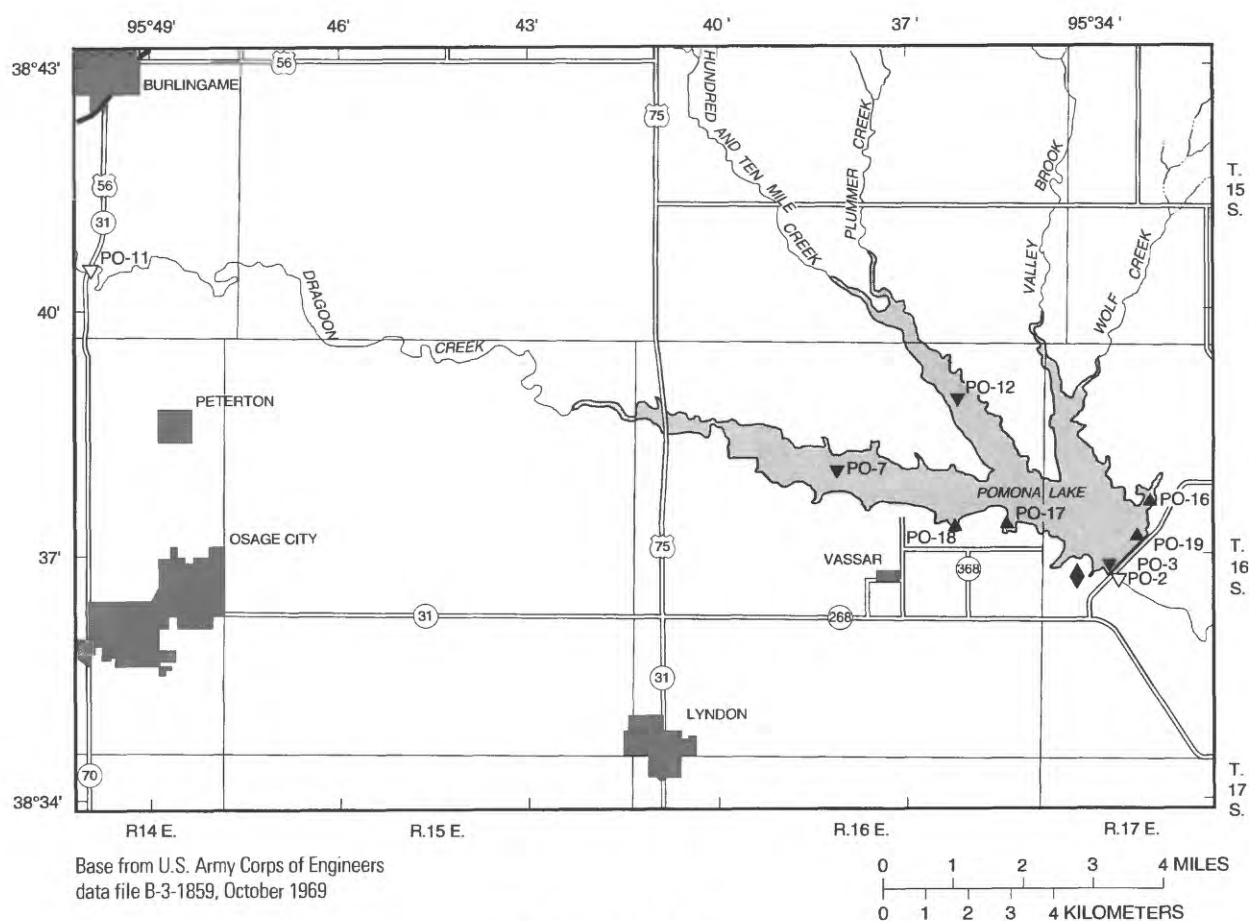 95°49 ' 46 ' 43 ' 40 ' 37 ' 95°34 '
38°43'
56
BURLINGAME
75
HUNDRED AND TEN MILE CREEK
PLUMMER CREEK
VALLEY BROOK
WOLF CREEK
T. 15 S.
56
31
PO-11
DRAGOON CREEK
40'
PETERTON
PO-12
PO-7
POMONA LAKE
PO-16
PO-17
PO-18
PO-19
OSAGE CITY
37'
75
VASSAR
368
PO-3
PO-2
T. 16 S.
31
268
31
LYNDON
70
38°34'
T. 17 S.
R14 E. R.15 E. R.16 E. R.17 E.
Base from U.S. Army Corps of Engineers
data file B-3-1859, October 1969
0 1 2 3 4 MILES
0 1 2 3 4 KILOMETERS